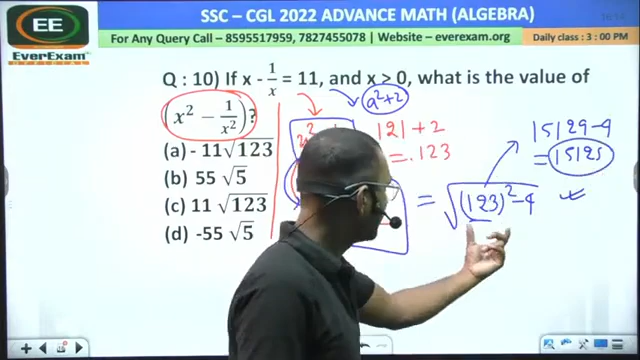 SSC – CGL 2022 ADVANCE MATH (ALGEBRA)
For Any Query Call – 8595517959, 7827455078 | Website – everexam.org
Daily class : 3 : 00 PM
EE
EverExam
Q : 10) If x - 1/x = 11, and x > 0, what is the value of
(x² − 1/x²)?
a²+2
(a) - 11√123
(b) 55 √5
(c) 11 √123
(d) -55 √5
121+2
= 123
= √(123)²-4
15129-4
= 15125